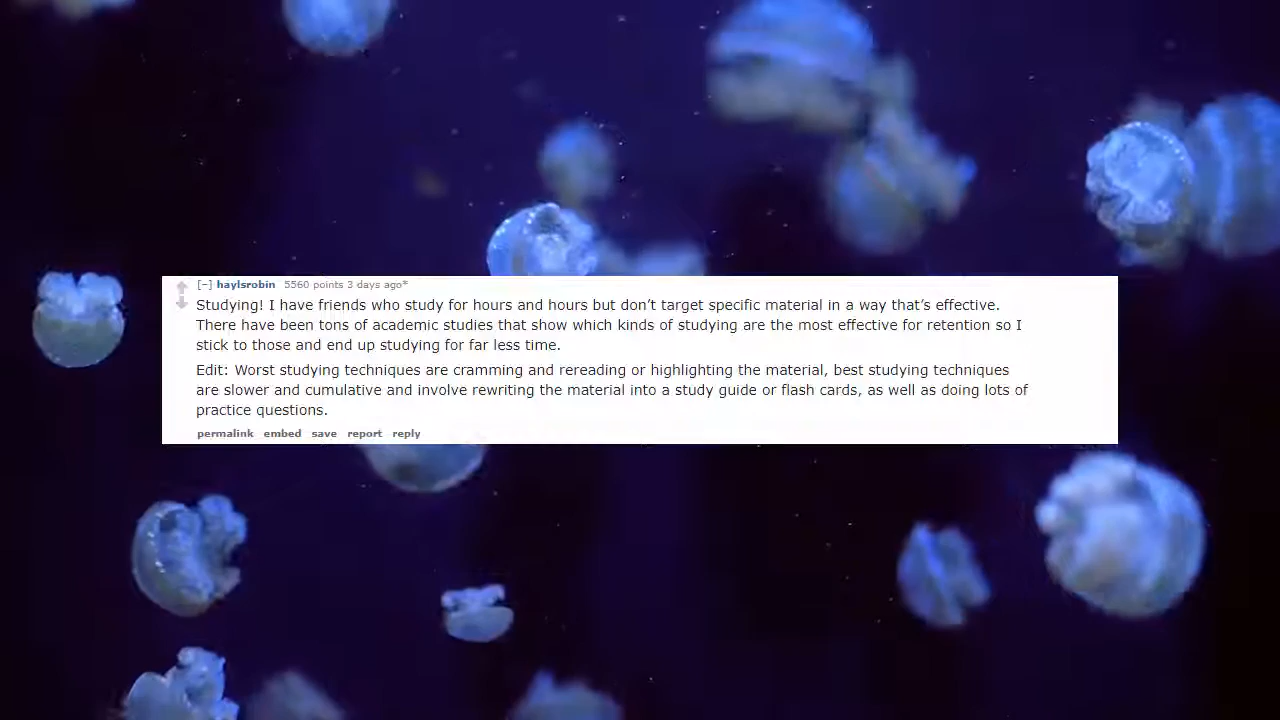 [–] haylsrobin 5560 points 3 days ago*
Studying! I have friends who study for hours and hours but don’t target specific material in a way that’s effective.
There have been tons of academic studies that show which kinds of studying are the most effective for retention so I
stick to those and end up studying for far less time.
Edit: Worst studying techniques are cramming and rereading or highlighting the material, best studying techniques
are slower and cumulative and involve rewriting the material into a study guide or flash cards, as well as doing lots of
practice questions.
permalink embed save report reply